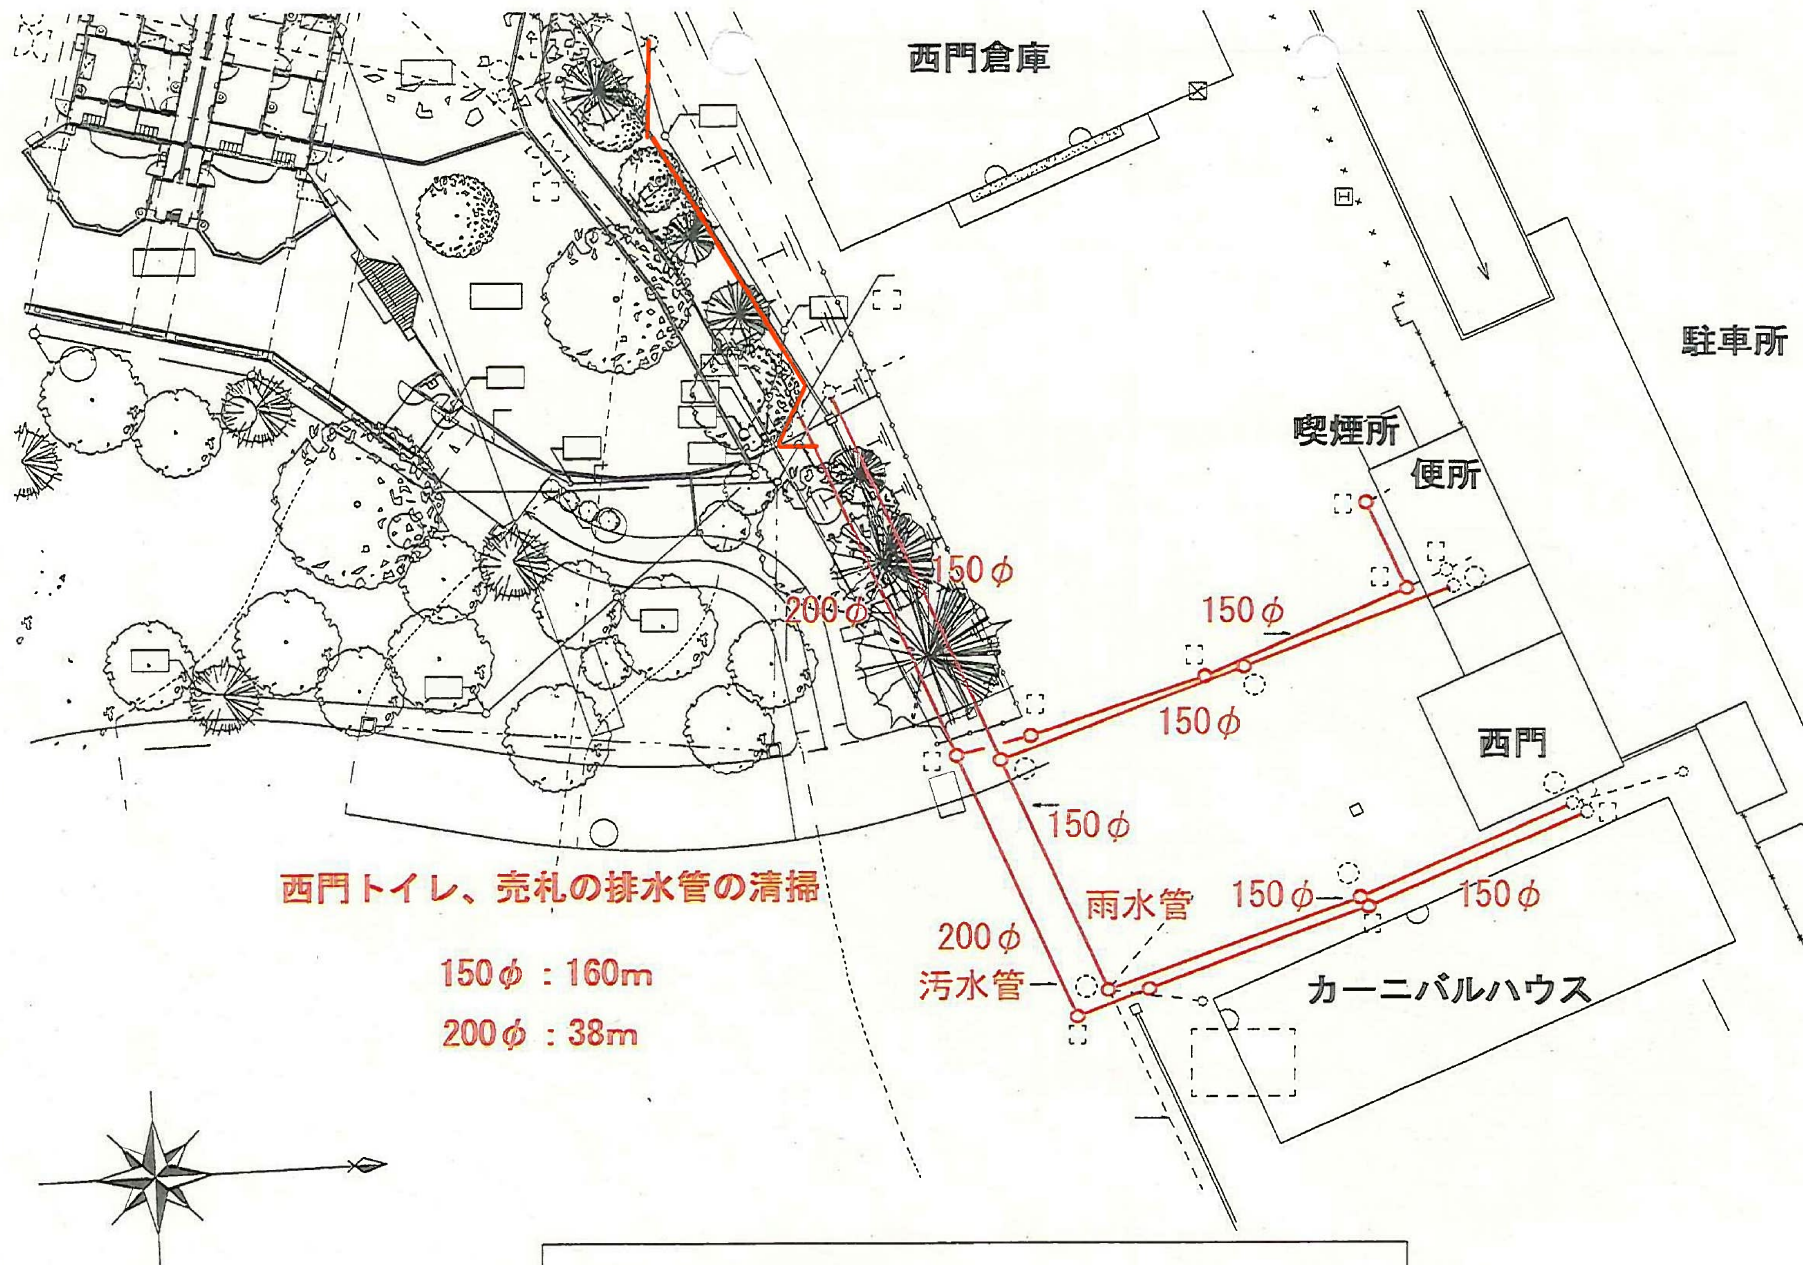 西門倉庫
駐車所
喫煙所
便所
150φ
200φ
150φ
150φ
西門
150φ
西門トイレ、売札の排水管の清掃
雨水管
150φ
150φ
200φ
汚水管
150φ：160m
カーニバルハウス
200φ：38m